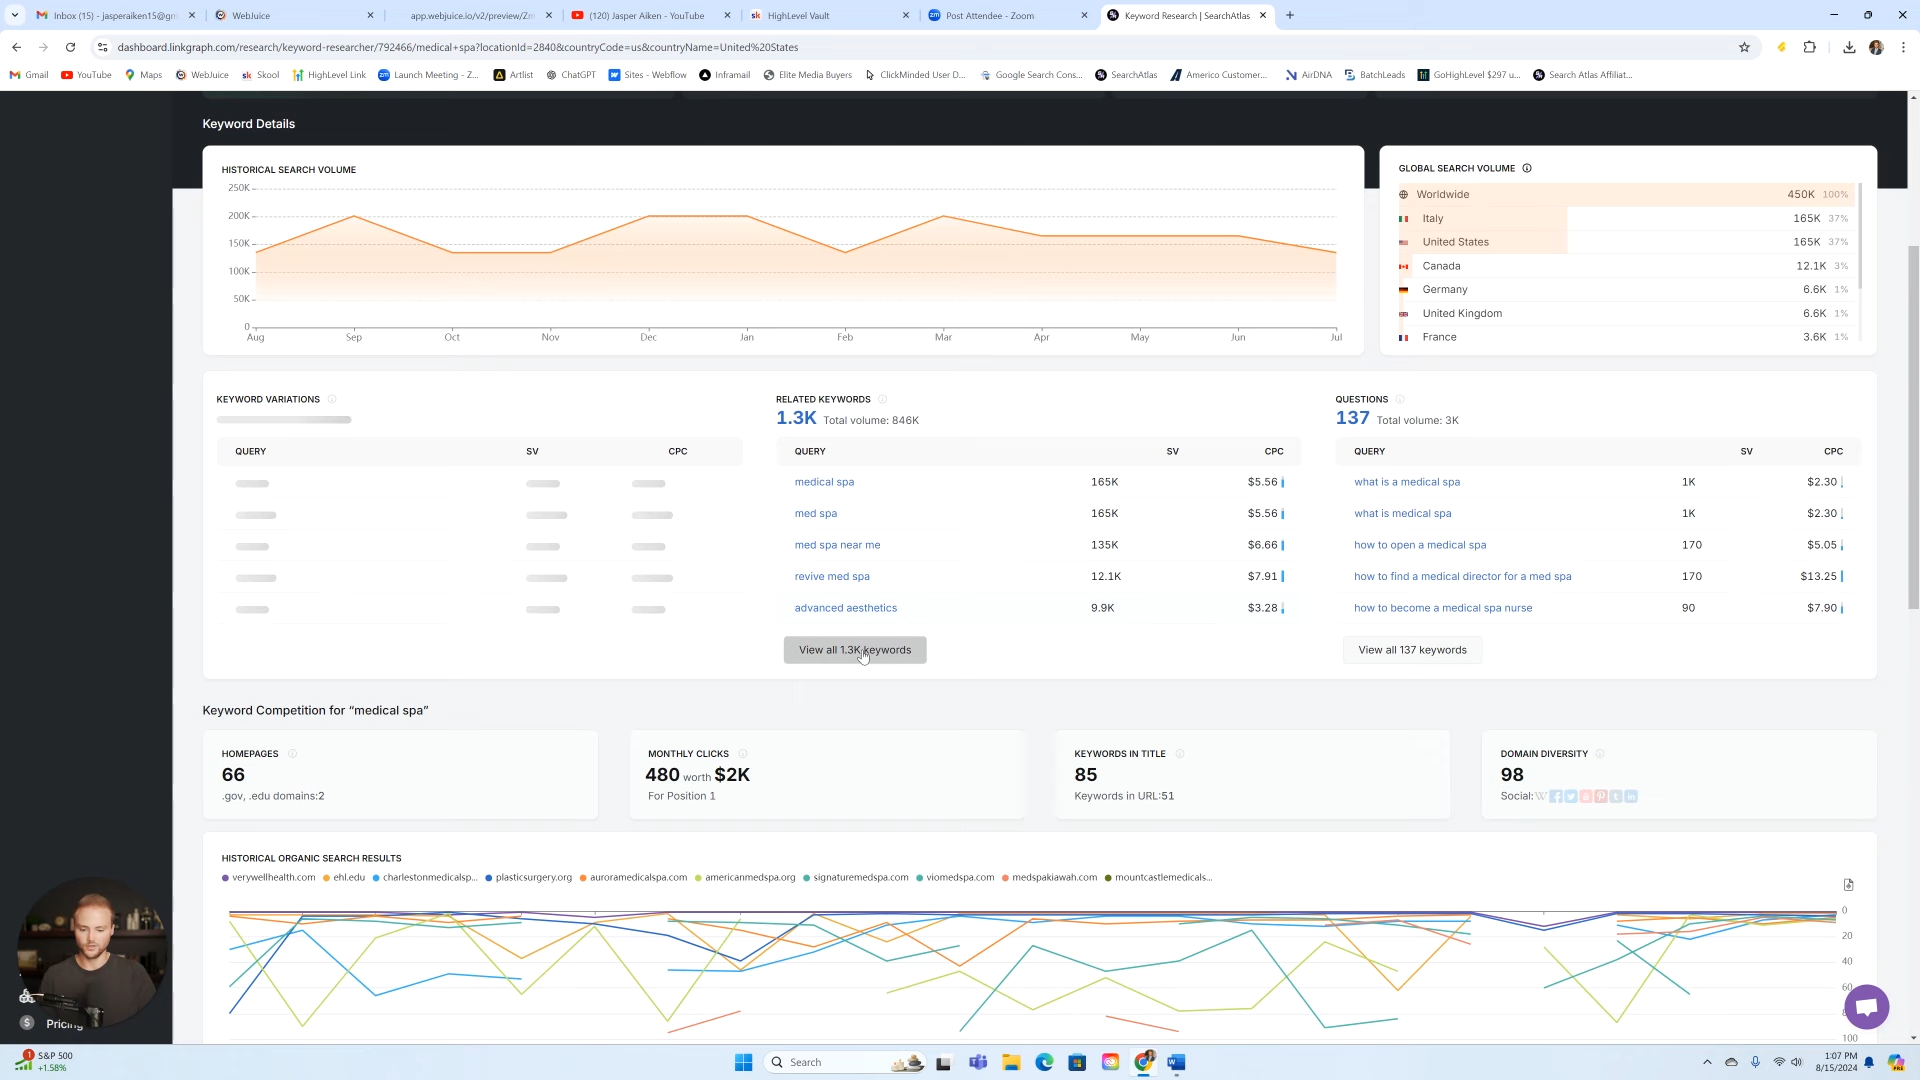 Inbox (15) - jasperaiken15@gm
WebJuice
app.webjuice.io/v2/preview/Zn
(120) Jasper Aiken - YouTube
HighLevel Vault
Post Attendee - Zoom
Keyword Research | SearchAtlas
dashboard.linkgraph.com/research/keyword-researcher/792466/medical+spa?locationId=2840&countryCode=us&countryName=United%20States
Gmail
YouTube
Maps
WebJuice
Skool
HighLevel Link
Launch Meeting - Z...
Artlist
ChatGPT
Sites - Webflow
Inframail
Elite Media Buyers
ClickMinded User D...
Google Search Cons...
SearchAtlas
Americo Customer...
AirDNA
BatchLeads
GoHighLevel $297 u...
Search Atlas Affiliat...
Keyword Details
HISTORICAL SEARCH VOLUME
250K
200K
150K
100K
50K
0
Aug Sep Oct Nov Dec Jan Feb Mar Apr May Jun Jul
GLOBAL SEARCH VOLUME
Worldwide 450K 100%
Italy 165K 37%
United States 165K 37%
Canada 12.1K 3%
Germany 6.6K 1%
United Kingdom 6.6K 1%
France 3.6K 1%
KEYWORD VARIATIONS
QUERY SV CPC
RELATED KEYWORDS
1.3K Total volume: 846K
QUERY SV CPC
medical spa 165K $5.56
med spa 165K $5.56
med spa near me 135K $6.66
revive med spa 12.1K $7.91
advanced aesthetics 9.9K $3.28
View all 1.3K keywords
QUESTIONS
137 Total volume: 3K
QUERY SV CPC
what is a medical spa 1K $2.30
what is medical spa 1K $2.30
how to open a medical spa 170 $5.05
how to find a medical director for a med spa 170 $13.25
how to become a medical spa nurse 90 $7.90
View all 137 keywords
Keyword Competition for “medical spa”
HOMEPAGES
66
.gov, .edu domains:2
MONTHLY CLICKS
480 worth $2K
For Position 1
KEYWORDS IN TITLE
85
Keywords in URL:51
DOMAIN DIVERSITY
98
Social:
HISTORICAL ORGANIC SEARCH RESULTS
verywellhealth.com ehl.edu charlestonmedicalsp... plasticsurgery.org auroramedicalspa.com americanmedspa.org signaturemedspa.com viomedspa.com medspakiawah.com mountcastlemedicals...
0
20
40
60
100
Pricing
S&P 500
+1.58%
Search
1:07 PM
8/15/2024